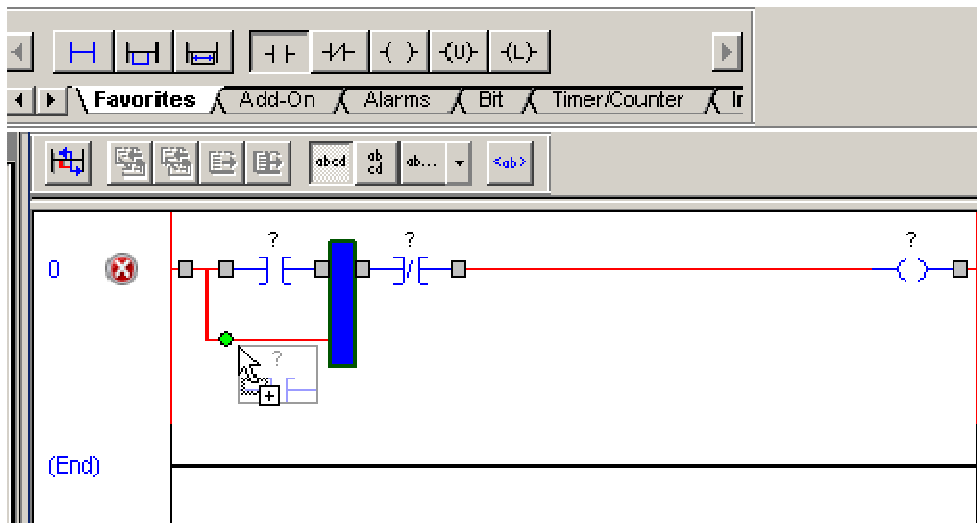 (U) (L)
Favorites Add-On Alarms Bit Timer/Counter
abcd ab cd ab... <ab>
? ? ?
0
?
(End)